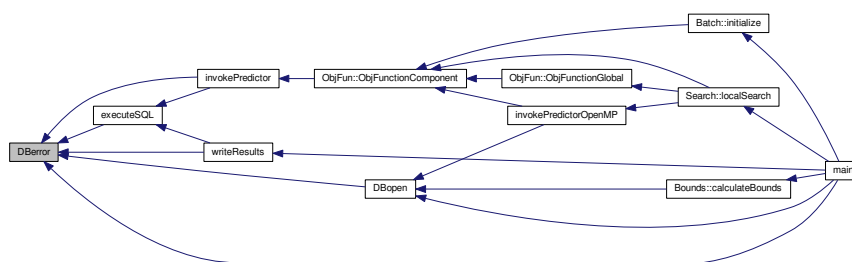 Batch::initialize
invokePredictor
ObjFun::ObjFunctionComponent
ObjFun::ObjFunctionGlobal
Search::localSearch
executeSQL
invokePredictorOpenMP
DBerror
writeResults
main
DBopen
Bounds::calculateBounds